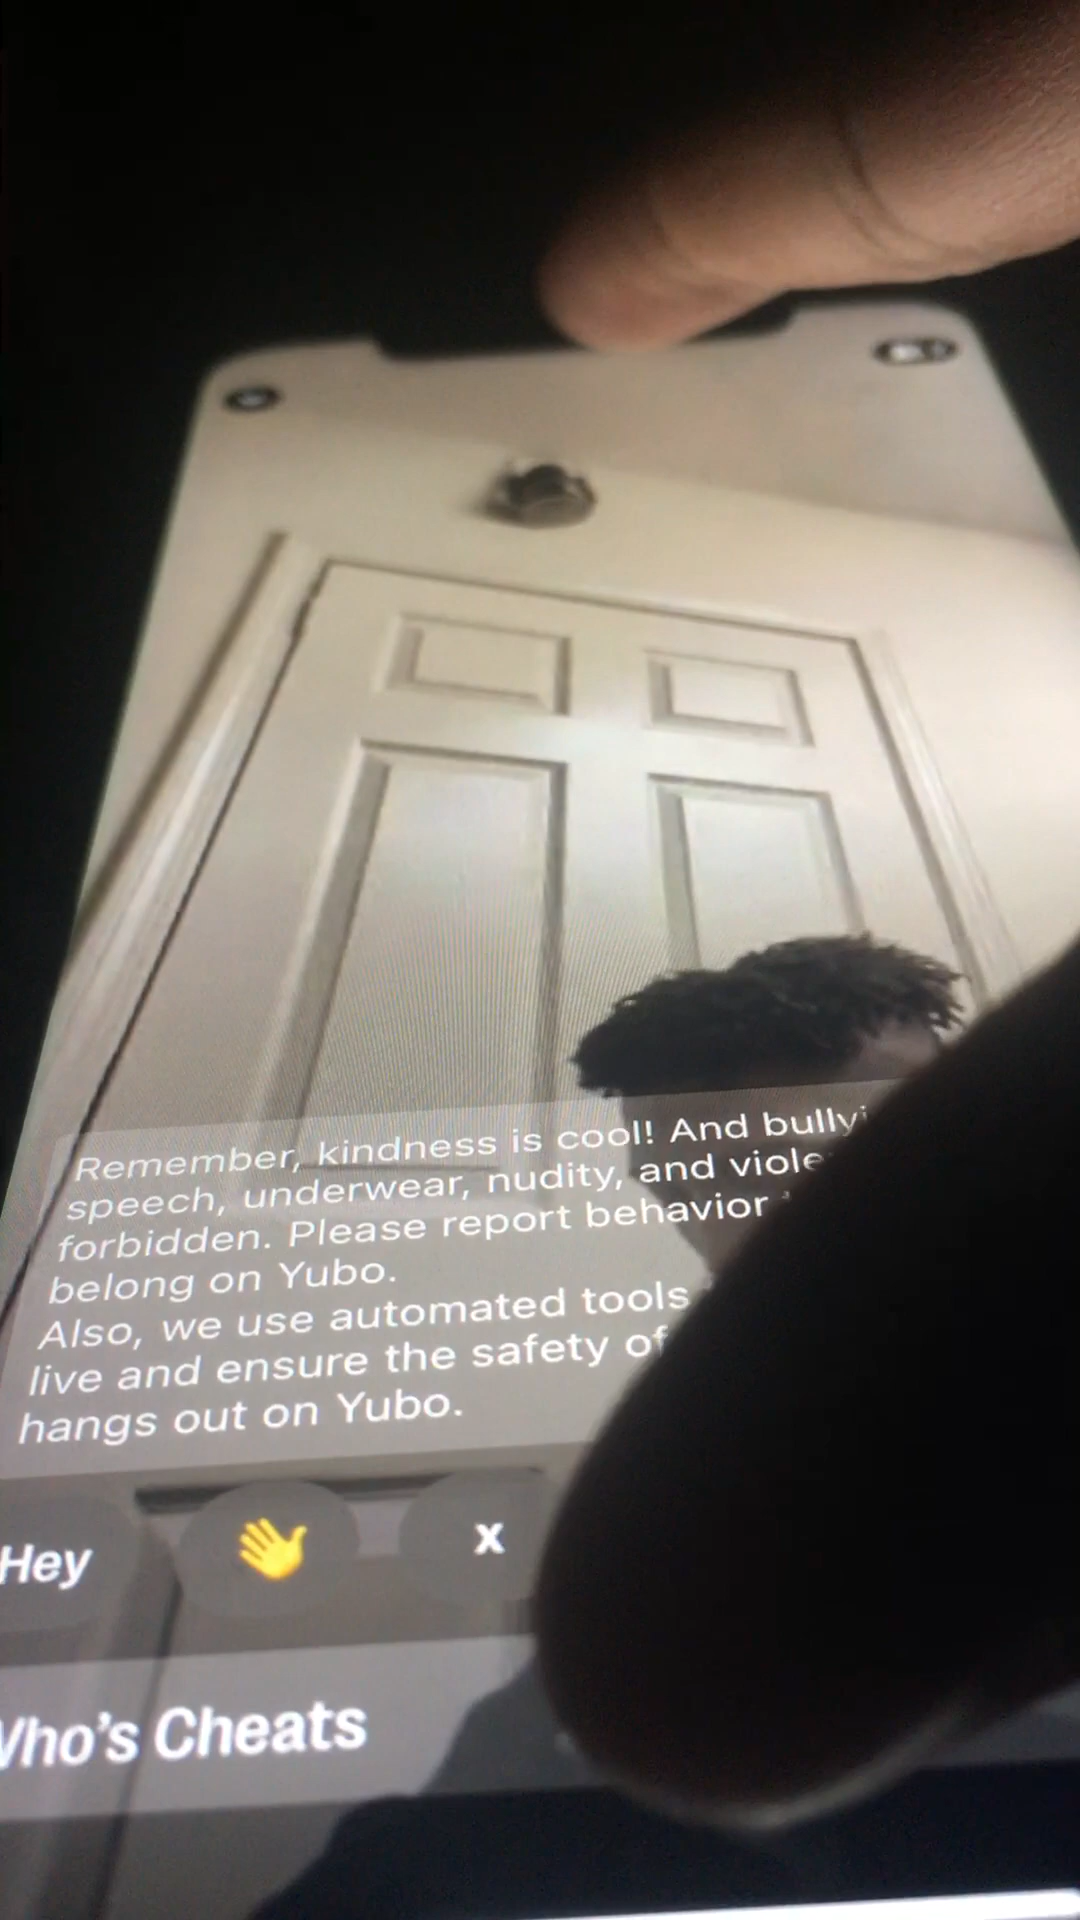 Remember, kindness is cool! And
speech, underwear, nudity, and
forbidden. Please report behavior
belong on Yubo.
Also, we use automated tools
live and ensure the safety of
hangs out on Yubo.
Hey 👋 x
Cheats